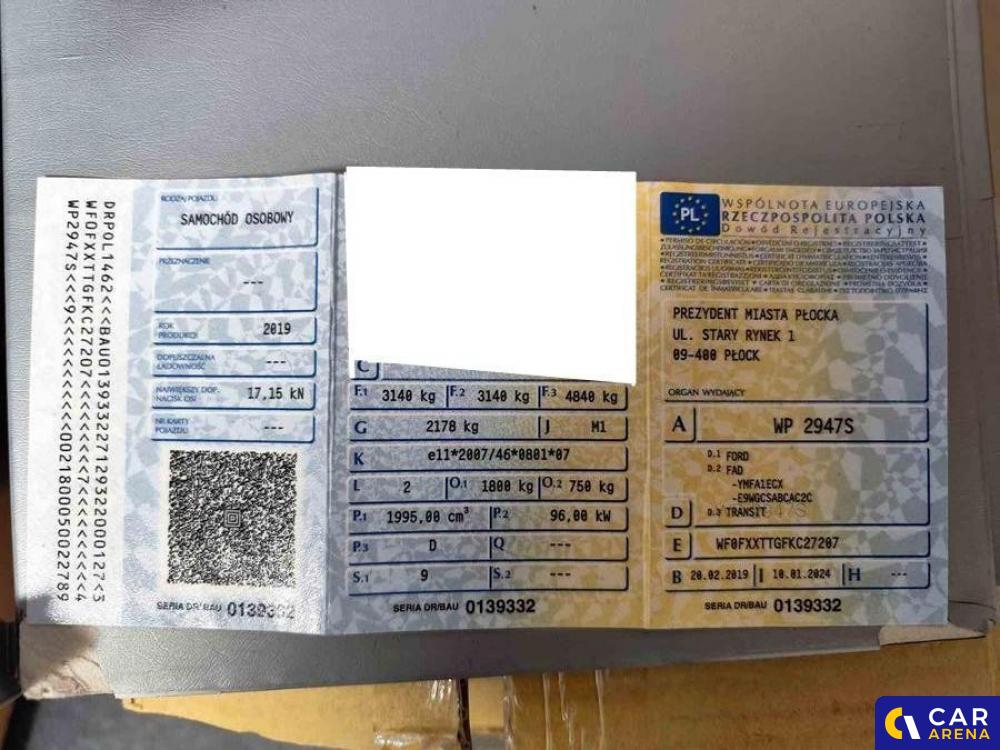 DRPOL1462<<BAU01393322712932200001 27<3
WF0FXXTTGFKC27207
WP2947S<<<9
RODZAJ POJAZDU
SAMOCHÓD OSOBOWY
PRZEZNACZENIE
---
ROK PRODUKCJI
2019
DOPUSZCZALNA ŁADOWNOŚĆ
---
NAJWIĘKSZY DOP. NACISK OSI
17,15 kN
NR KARTY POJAZDU
---
SERIA DR/BAU 0139332
C
F.1 3140 kg F.2 3140 kg F.3 4840 kg
G 2178 kg J M1
K e11*2007/46*0801*07
L 2 O.1 1800 kg O.2 750 kg
P.1 1995,00 cm³ P.2 96,00 kW
P.3 D Q ---
S.1 9 S.2 ---
SERIA DR/BAU 0139332
PL
WSPÓLNOTA EUROPEJSKA
RZECZPOSPOLITA POLSKA
Dowód Rejestracyjny
PREZYDENT MIASTA PŁOCKA
UL. STARY RYNEK 1
09-400 PŁOCK
ORGAN WYDAJĄCY
A WP 2947S
D.1 FORD
D.2 FAD
-YMFA1ECX
-E9WGCSABCAC2C
D D.3 TRANSIT
E WF0FXXTTGFKC27207
B 20.02.2019 I 10.01.2024 H ---
SERIA DR/BAU 0139332
CAR
ARENA